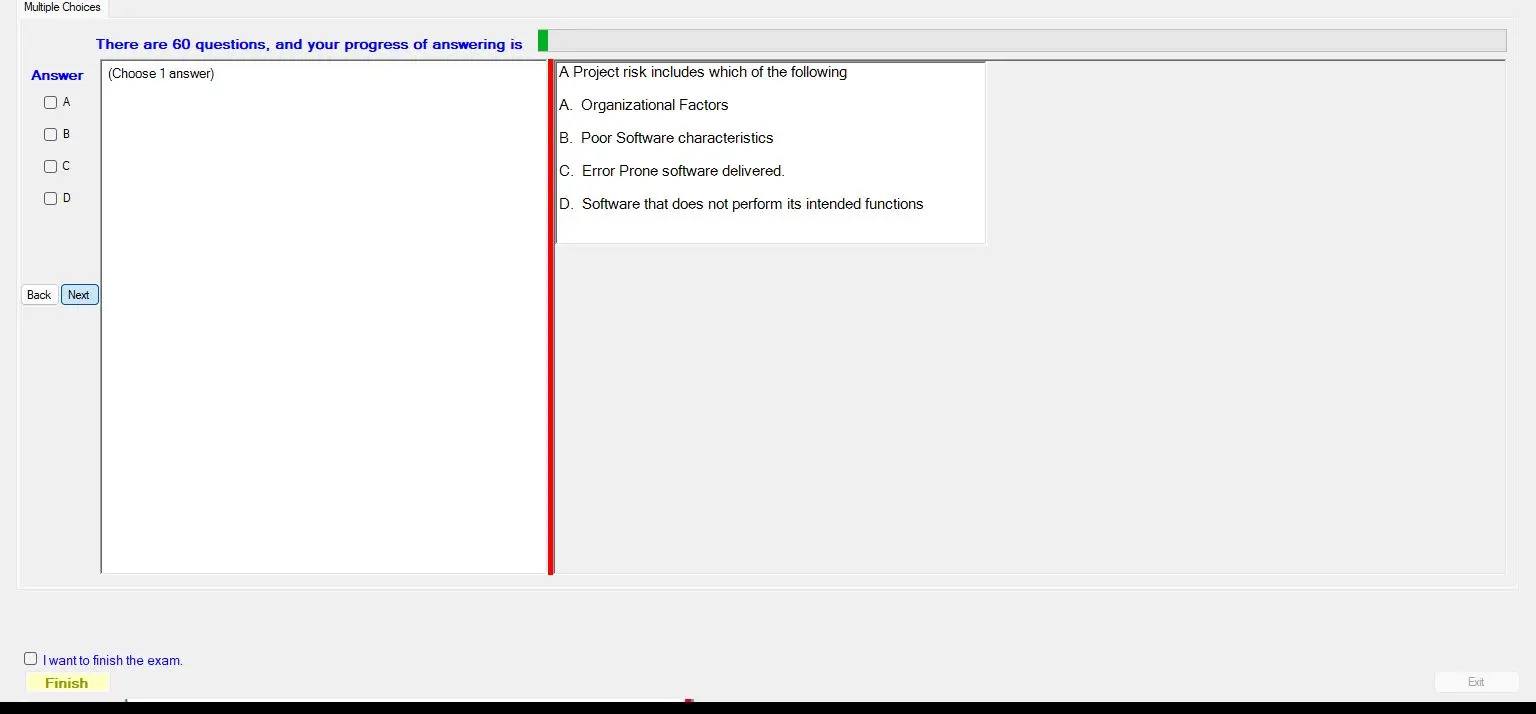 Multiple Choices
There are 60 questions, and your progress of answering is
Answer
(Choose 1 answer)
A
B
C
D
Back Next
A Project risk includes which of the following
A. Organizational Factors
B. Poor Software characteristics
C. Error Prone software delivered.
D. Software that does not perform its intended functions
I want to finish the exam.
Finish
Exit